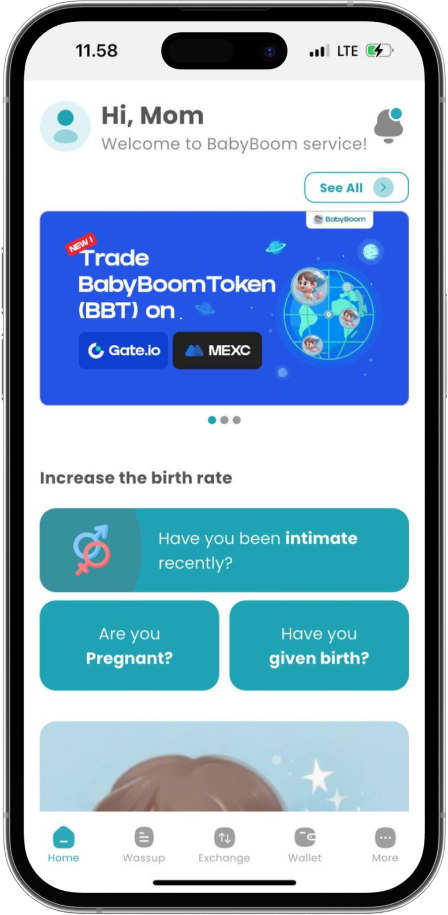 11.58
LTE
Hi, Mom
Welcome to BabyBoom service!
See All
BabyBoom
NEW!
Trade
BabyBoomToken
(BBT) on .
Gate.io MEXC
Increase the birth rate
Have you been intimate
recently?
Are you
Pregnant?
Have you
given birth?
Home Wassup Exchange Wallet More